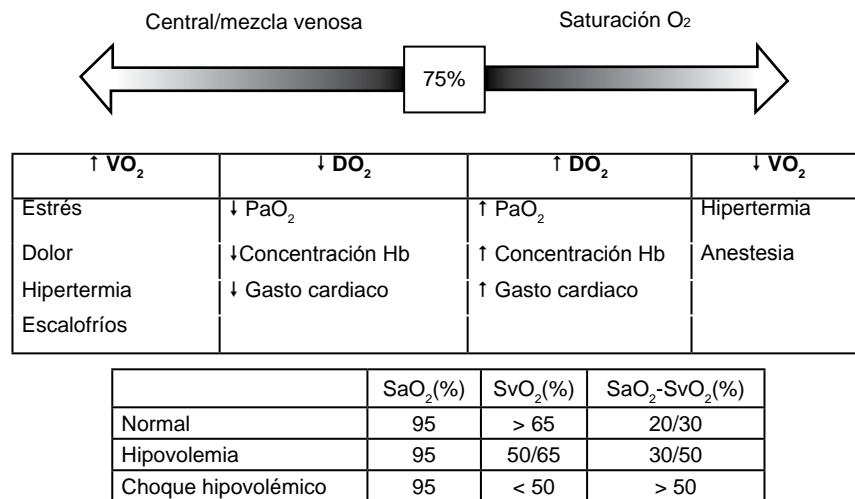 Central/mezcla venosa Saturación O2
75%
↑ VO2 ↓ DO2 ↑ DO2 ↓ VO2
Estrés ↓ PaO2 ↑ PaO2 Hipertermia
Dolor ↓Concentración Hb ↑ Concentración Hb Anestesia
Hipertermia ↓ Gasto cardiaco ↑ Gasto cardiaco
Escalofríos
SaO2(%) SvO2(%) SaO2-SvO2(%)
Normal 95 > 65 20/30
Hipovolemia 95 50/65 30/50
Choque hipovolémico 95 < 50 > 50